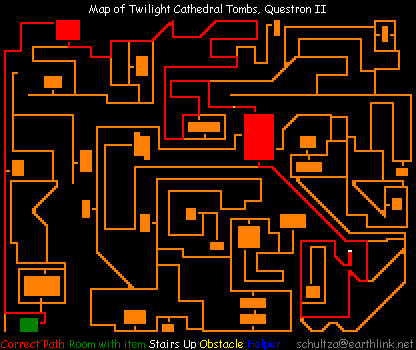 Map of Twilight Cathedral Tombs, Questron II
Correct Path Room with item Stairs Up Obstacle Helper schultza@earthlink.net